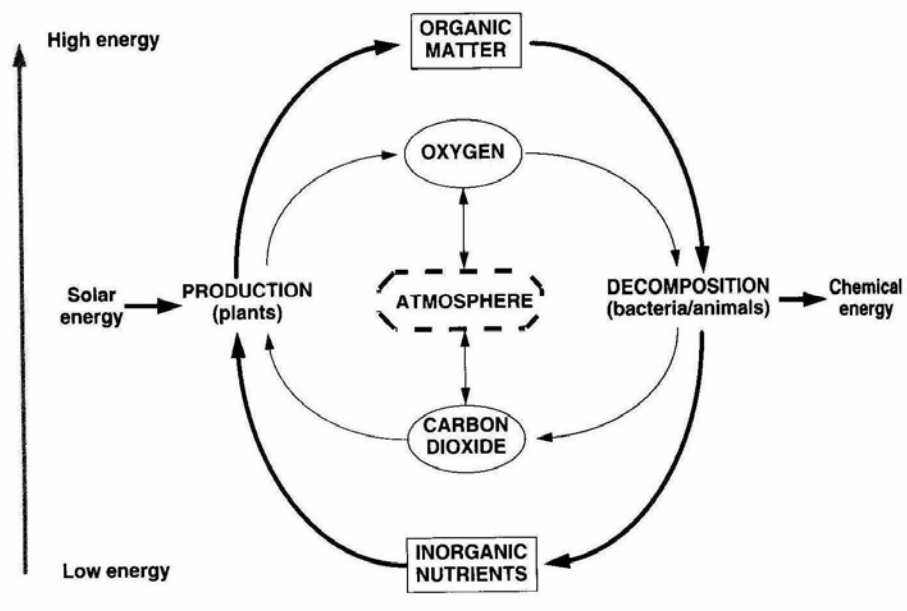 High energy
ORGANIC
MATTER
OXYGEN
Solar
energy
PRODUCTION
(plants)
ATMOSPHERE
DECOMPOSITION
(bacteria/animals)
Chemical
energy
CARBON
DIOXIDE
Low energy
INORGANIC
NUTRIENTS